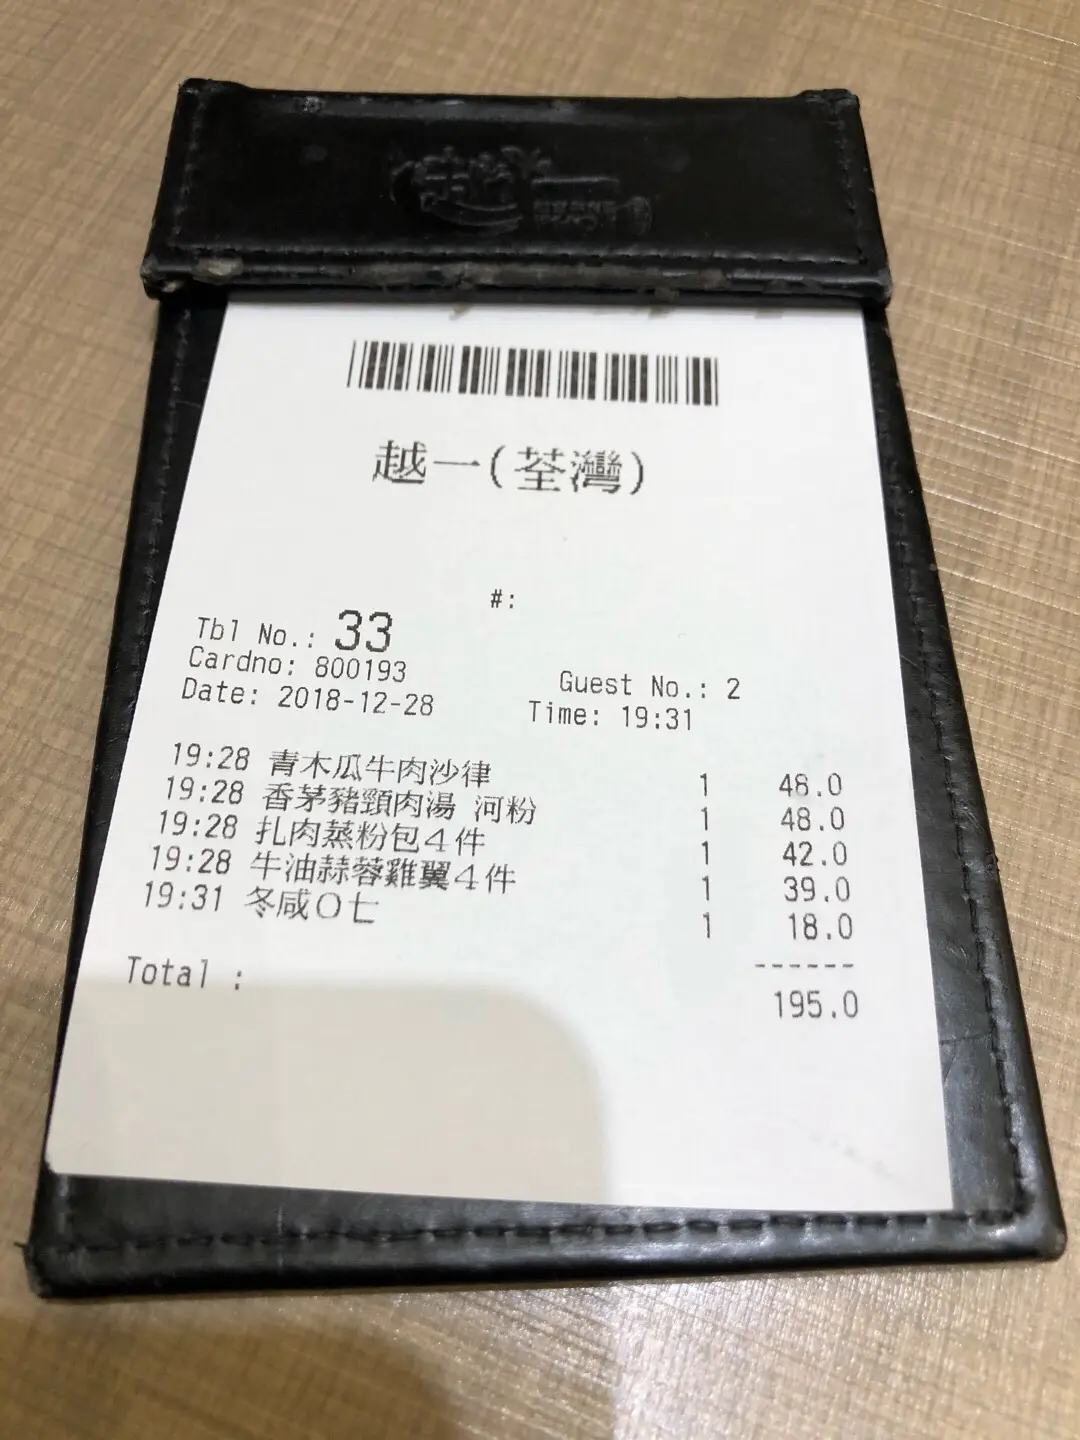 越一(荃灣)
#:
Tbl No.: 33
Cardno: 800193 Guest No.: 2
Date: 2018-12-28 Time: 19:31
19:28 青木瓜牛肉沙律 1 48.0
19:28 香茅豬頸肉湯 河粉 1 48.0
19:28 扎肉蒸粉包4件 1 42.0
19:28 牛油蒜蓉雞翼4件 1 39.0
19:31 冬咸0七 1 18.0
------
Total : 195.0